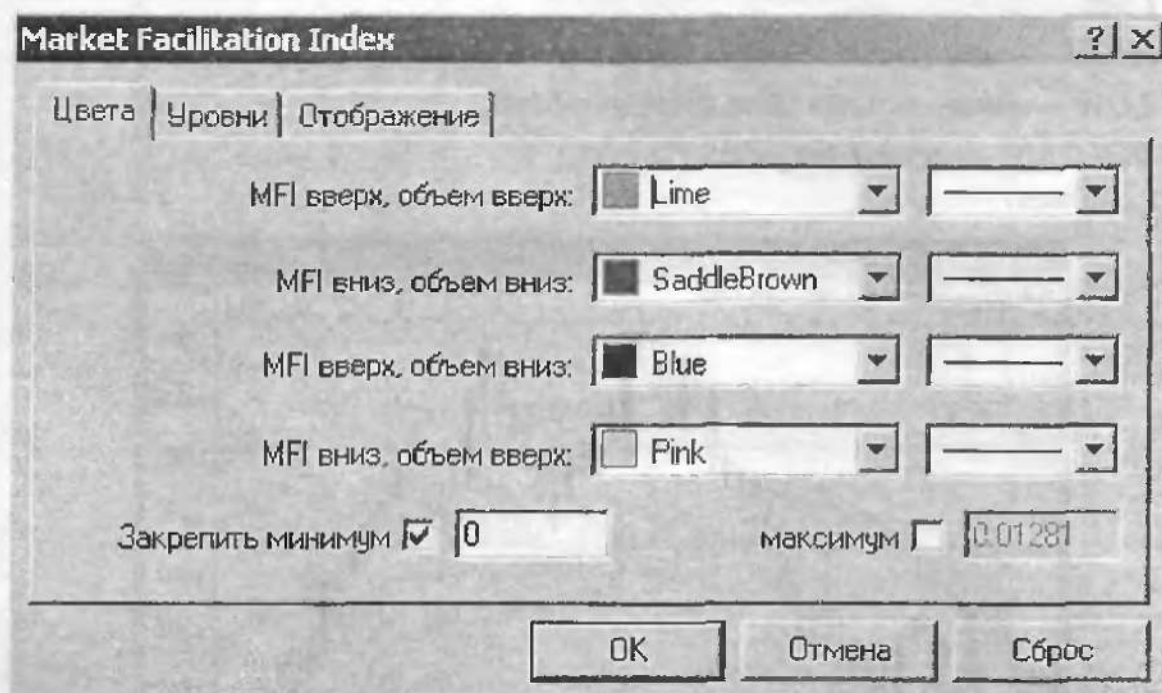 Market Facilitation Index ? X
Цвета Уровни Отображение
MFI вверх, объем вверх: Lime
MFI вниз, объем вниз: SaddleBrown
MFI вверх, объем вниз: Blue
MFI вниз, объем вверх: Pink
Закрепить минимум 0 максимум 0.01281
OK Отмена Сброс